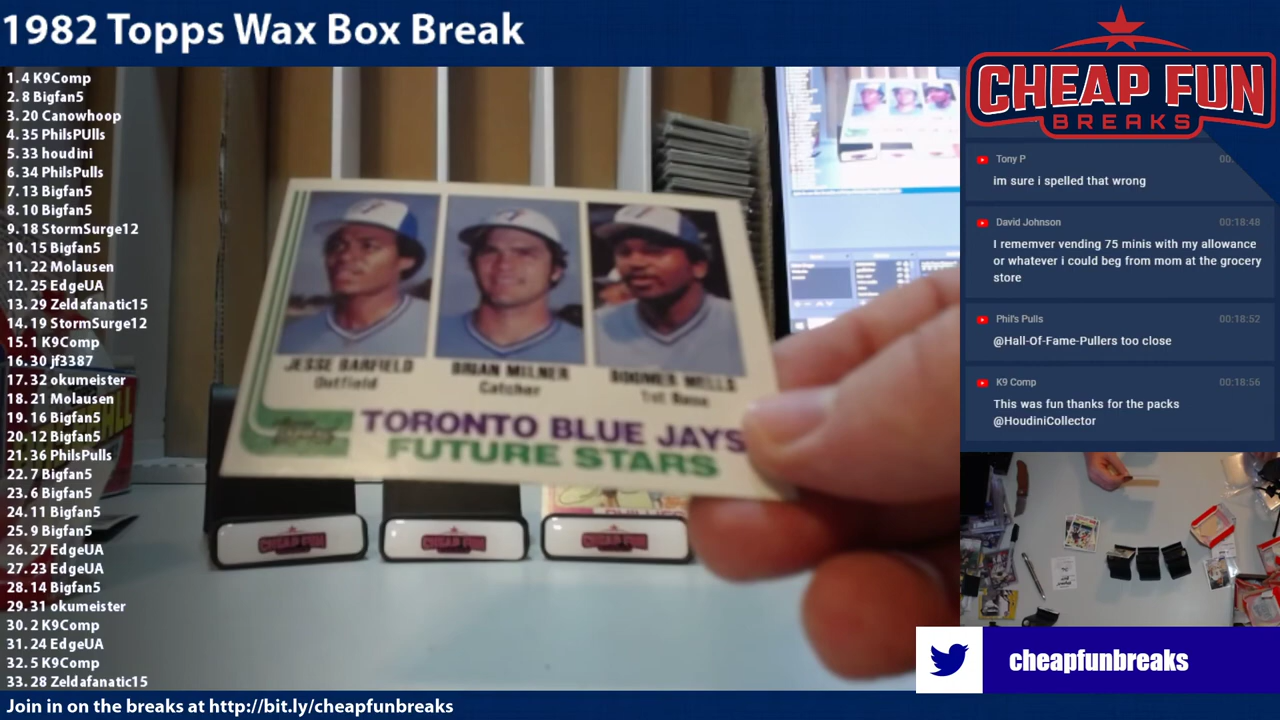 1982 Topps Wax Box Break
1. 4 K9Comp
2. 8 Bigfan5
3. 20 Canowhoop
4. 35 PhilsPUlls
5. 33 houdini
6. 34 PhilsPulls
7. 13 Bigfan5
8. 10 Bigfan5
9. 18 StormSurge12
10. 15 Bigfan5
11. 22 Molausen
12. 25 EdgeUA
13. 29 Zeldafanatic15
14. 19 StormSurge12
15. 1 K9Comp
16. 30 jf3387
17. 32 okumeister
18. 21 Molausen
19. 16 Bigfan5
20. 12 Bigfan5
21. 36 PhilsPulls
22. 7 Bigfan5
23. 6 Bigfan5
24. 11 Bigfan5
25. 9 Bigfan5
26. 27 EdgeUA
27. 23 EdgeUA
28. 14 Bigfan5
29. 31 okumeister
30. 2 K9Comp
31. 24 EdgeUA
32. 5 K9Comp
33. 28 Zeldafanatic15
JESSE BARFIELD
Outfield
BRIAN MILNER
Catcher
BOOMER WELLS
1st Base
Topps
TORONTO BLUE JAYS
FUTURE STARS
CHEAP FUN
CHEAP FUN
CHEAP FUN
CHEAP FUN
BREAKS
Tony P
im sure i spelled that wrong
David Johnson 00:18:48
I rememver vending 75 minis with my allowance
or whatever i could beg from mom at the grocery
store
Phil's Pulls 00:18:52
@Hall-Of-Fame-Pullers too close
K9 Comp 00:18:56
This was fun thanks for the packs
@HoudiniCollector
cheapfunbreaks
Join in on the breaks at http://bit.ly/cheapfunbreaks